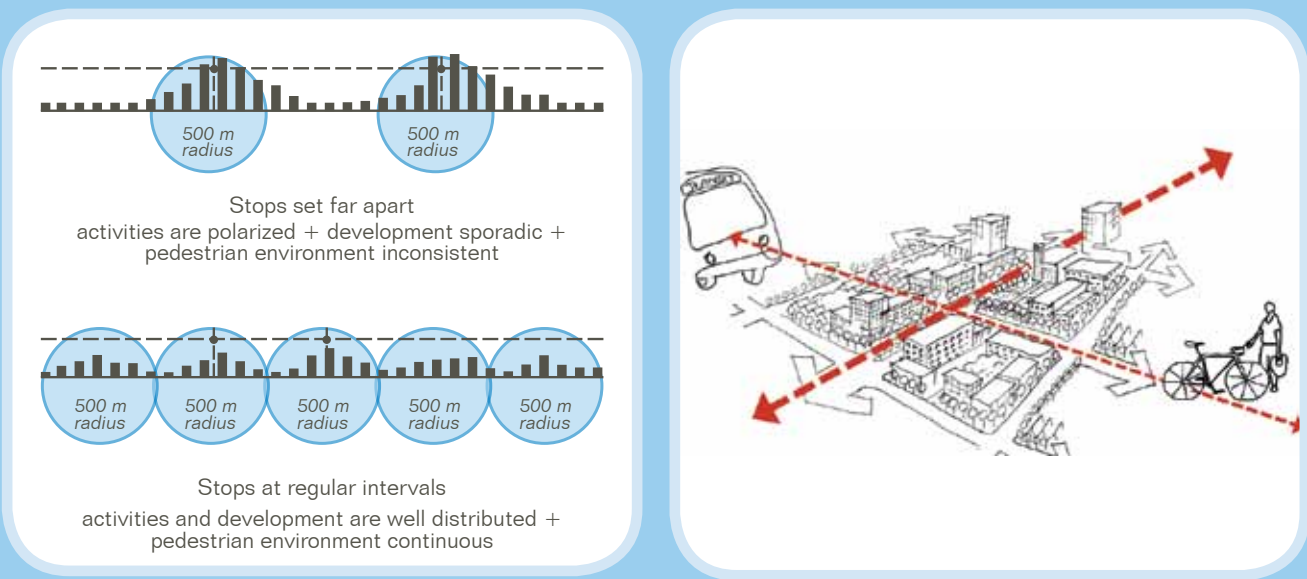 500 m
radius
500 m
radius
Stops set far apart
activities are polarized + development sporadic +
pedestrian environment inconsistent
500 m
radius
500 m
radius
500 m
radius
500 m
radius
500 m
radius
Stops at regular intervals
activities and development are well distributed +
pedestrian environment continuous